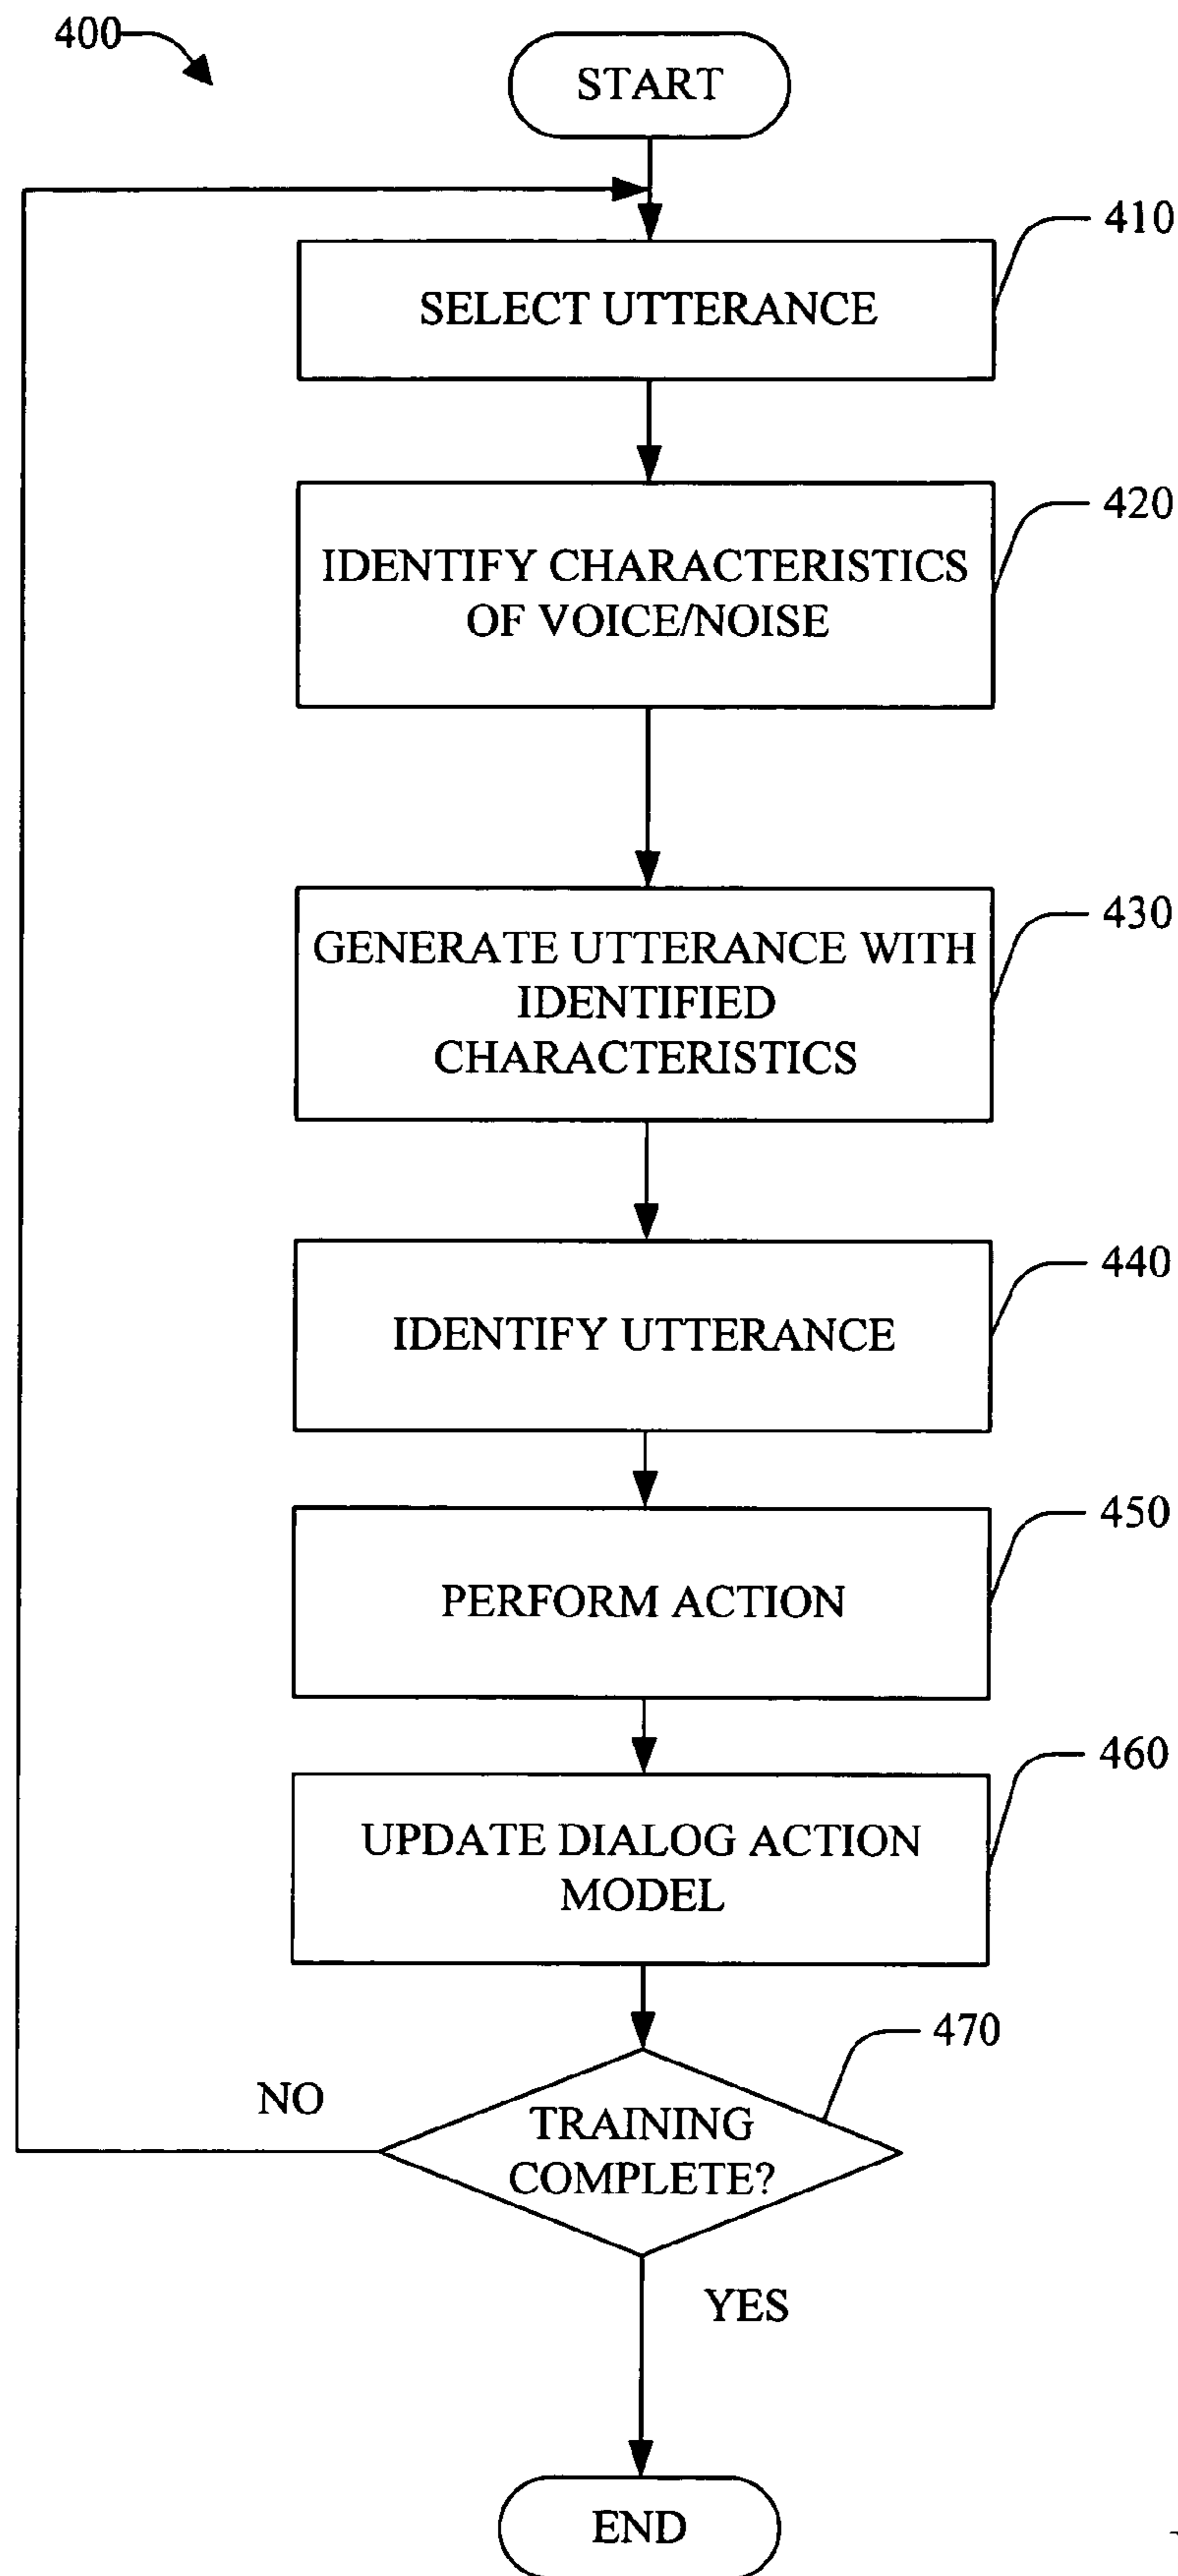 400
START
410
SELECT UTTERANCE
420
IDENTIFY CHARACTERISTICS
OF VOICE/NOISE
430
GENERATE UTTERANCE WITH
IDENTIFIED
CHARACTERISTICS
440
IDENTIFY UTTERANCE
450
PERFORM ACTION
460
UPDATE DIALOG ACTION
MODEL
470
NO
TRAINING
COMPLETE?
YES
END